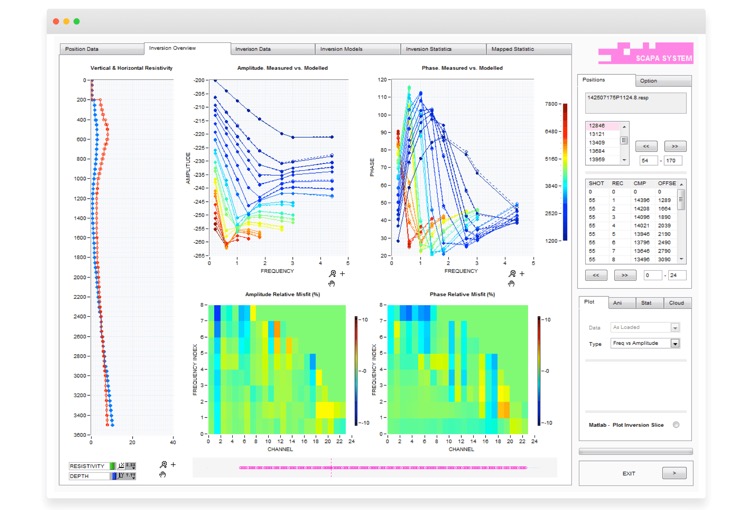 Position Data
Inversion Overview
Inverison Data
Inversion Models
Inversion Statistics
Mapped Statistic
SCAPA SYSTEM
Vertical & Horizontal Resistivity
0
200
400
600
800
1000
1200
1400
1600
1800
2000
2200
2400
2600
2800
3000
3200
3400
3600
0 20 40
RESISTIVITY
DEPTH
Amplitude. Measured vs. Modelled
AMPLITUDE
-200
-205
-210
-215
-220
-225
-230
-235
-240
-245
-250
-255
-260
-265
0 1 2 3 4 5
FREQUENCY
Phase. Measured vs. Modelled
PHASE
120
110
100
90
80
70
60
50
40
30
20
0 1 2 3 4 5
FREQUENCY
7800
6480
5160
3840
2520
1200
Amplitude Relative Misfit (%)
FREQUENCY INDEX
8
7
6
5
4
3
2
1
0
0 2 4 6 8 10 12 14 16 18 20 22 24
CHANNEL
-10
-0
-10
Phase Relative Misfit (%)
FREQUENCY INDEX
8
7
6
5
4
3
2
1
0
0 2 4 6 8 10 12 14 16 18 20 22 24
CHANNEL
-10
-0
-10
Positions
Option
142507175P1124.8.resp
12846
13121
13409
13684
13959
<< >>
54 - 170
SHOT REC CMP OFFSE
0 0 0 0
55 1 14396 1289
55 2 14208 1664
55 3 14096 1890
55 4 14021 2039
55 5 13946 2190
55 6 13796 2490
55 7 13646 2790
55 8 13496 3090
<< >> 0 - 24
Plot
Ani
Stat
Cloud
Data As Loaded
Type Freq vs Amplitude
Matlab - Plot Inversion Slice
EXIT >